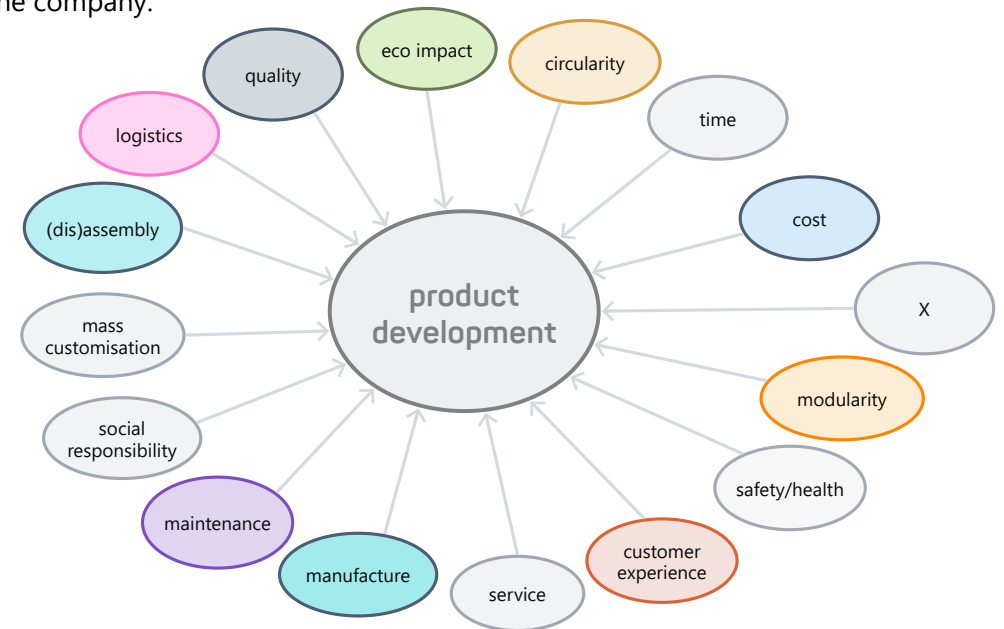 he company.
eco impact
circularity
quality
time
logistics
cost
(dis)assembly
product
development
X
mass
customisation
modularity
social
responsibility
safety/health
maintenance
customer
experience
manufacture
service